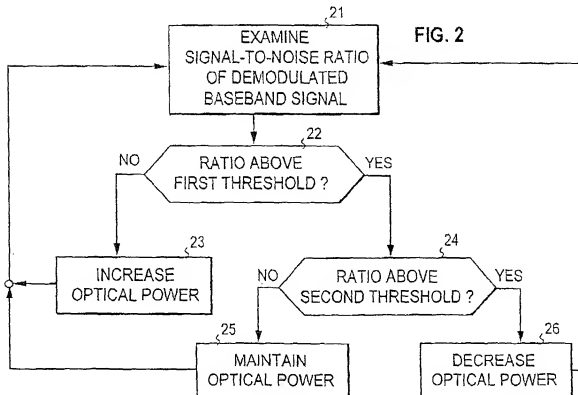 21
EXAMINE
SIGNAL-TO-NOISE RATIO
OF DEMODULATED
BASEBAND SIGNAL
FIG. 2
22
NO
RATIO ABOVE
FIRST THRESHOLD ?
YES
23
INCREASE
OPTICAL POWER
24
NO
RATIO ABOVE
SECOND THRESHOLD ?
YES
25
MAINTAIN
OPTICAL POWER
26
DECREASE
OPTICAL POWER